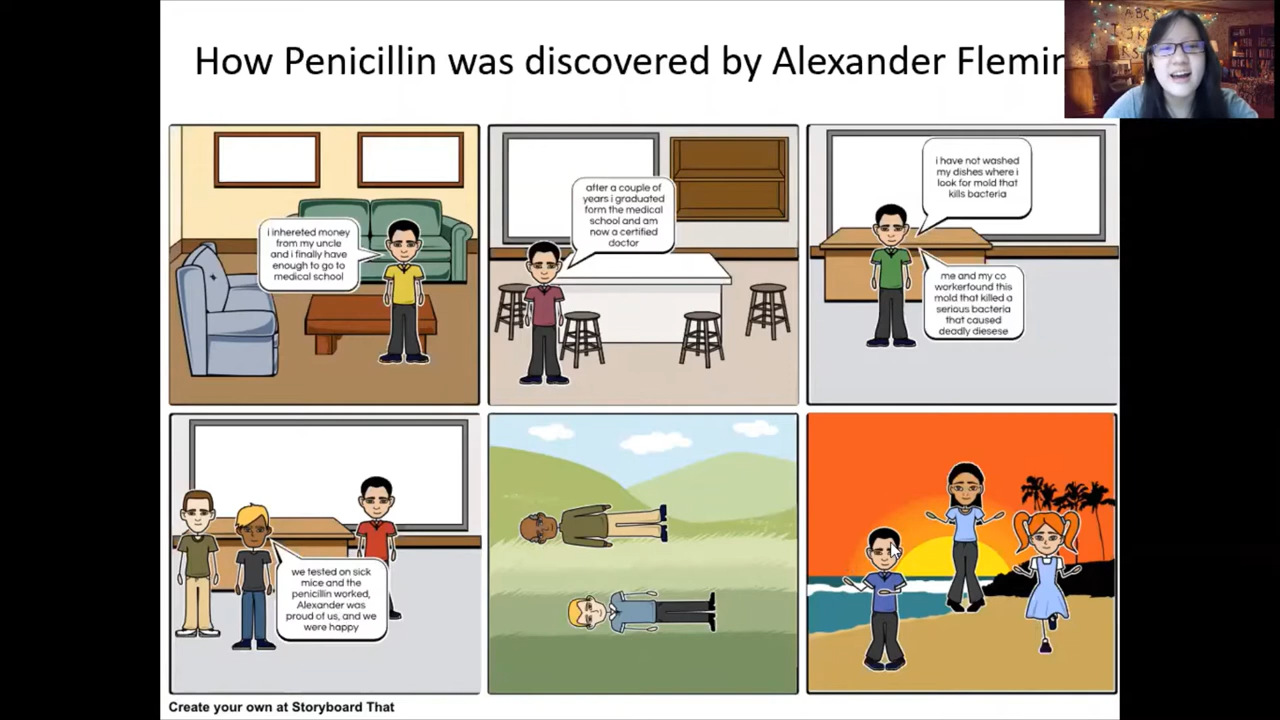 How Penicillin was discovered by Alexander
i inhereted money
from my uncle
and i finally have
enough to go to
medical school
after a couple of
years i graduated
form the medical
school and am
now a certified
doctor
i have not washed
my dishes where i
look for mold that
kills bacteria
me and my co
workerfound this
mold that killed a
serious bacteria
that caused
deadly diesese
we tested on sick
mice and the
penicillin worked,
Alexander was
proud of us, and we
were happy
Create your own at Storyboard That